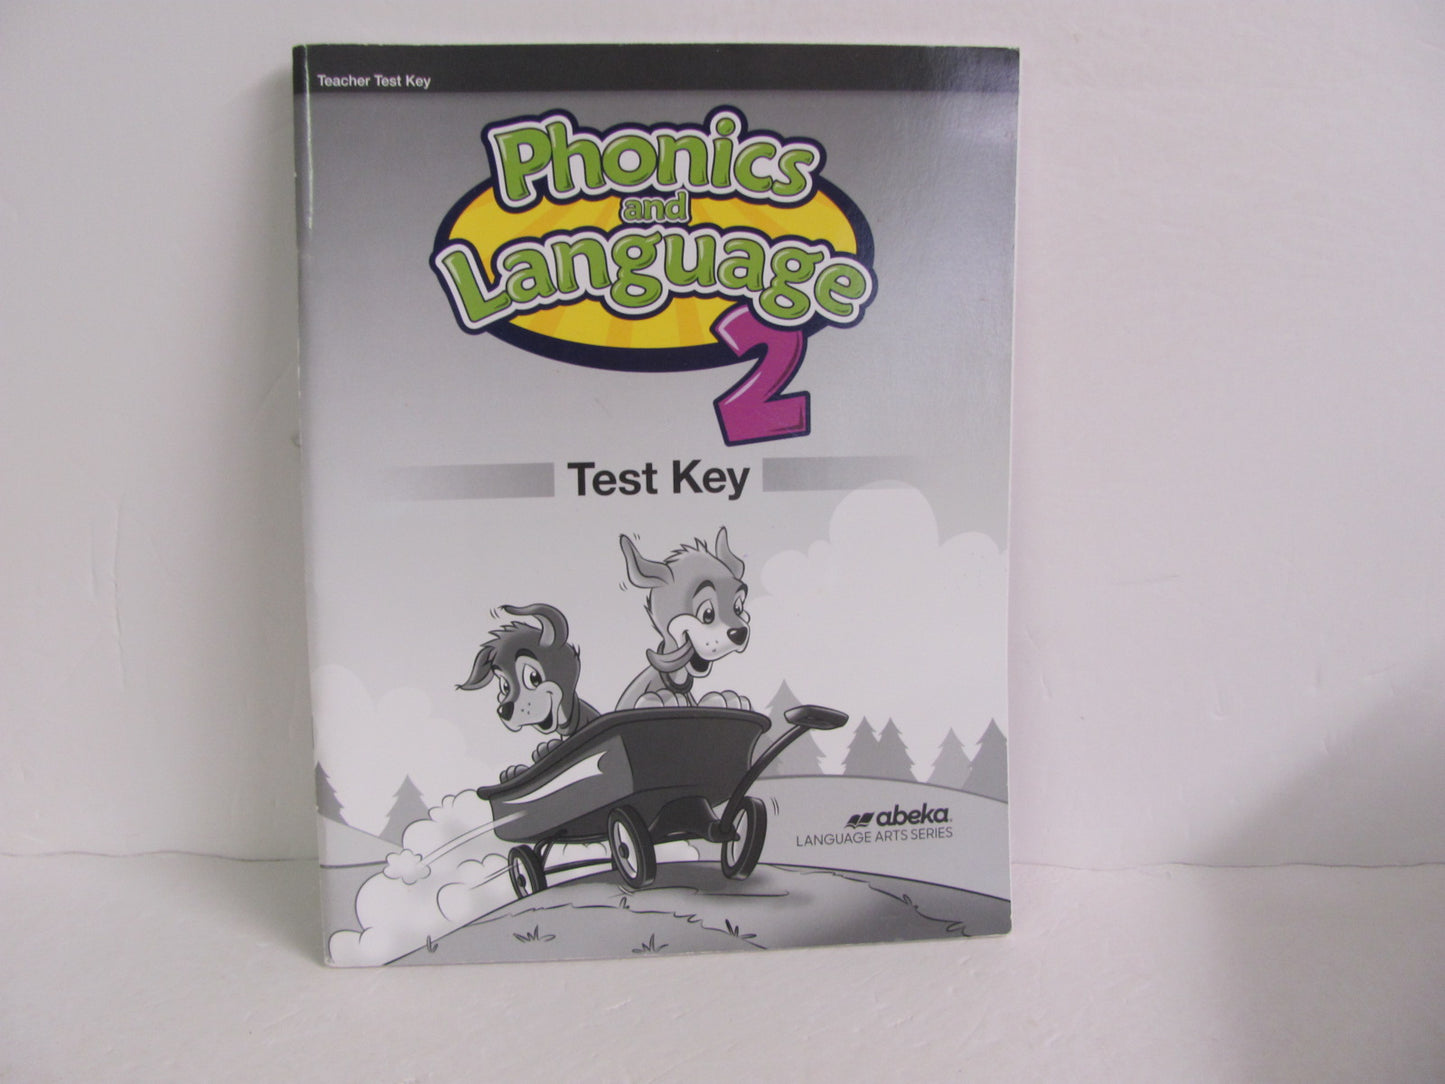 Teacher Test Key
Phonics
and
Language
2
Test Key
abeka®
LANGUAGE ARTS SERIES